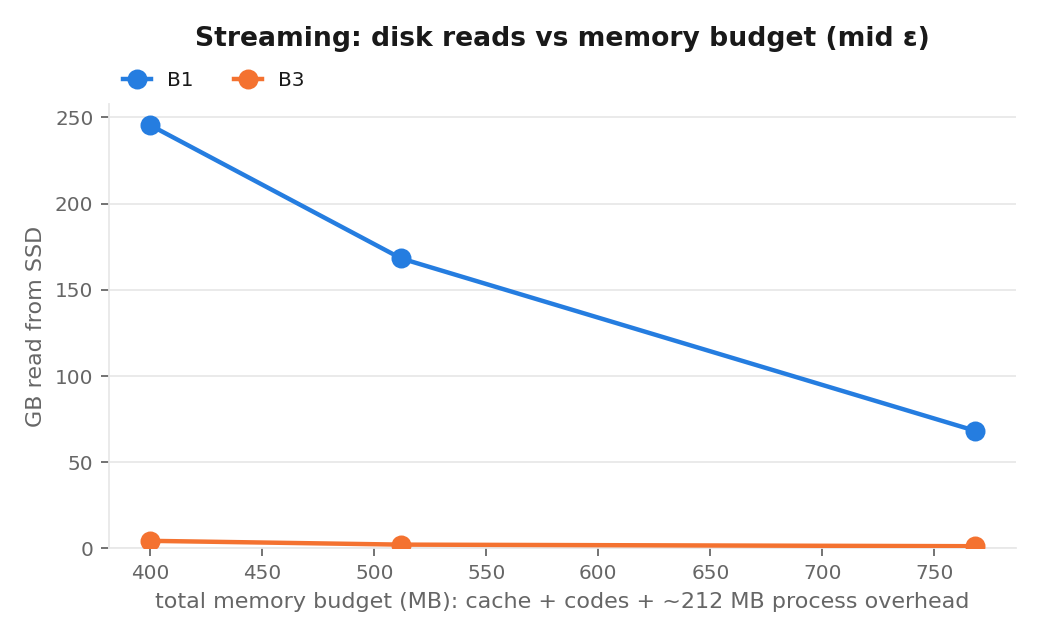 Streaming: disk reads vs memory budget (mid ε)
B1 B3
250
200
150
100
50
0
GB read from SSD
400 450 500 550 600 650 700 750
total memory budget (MB): cache + codes + ~212 MB process overhead